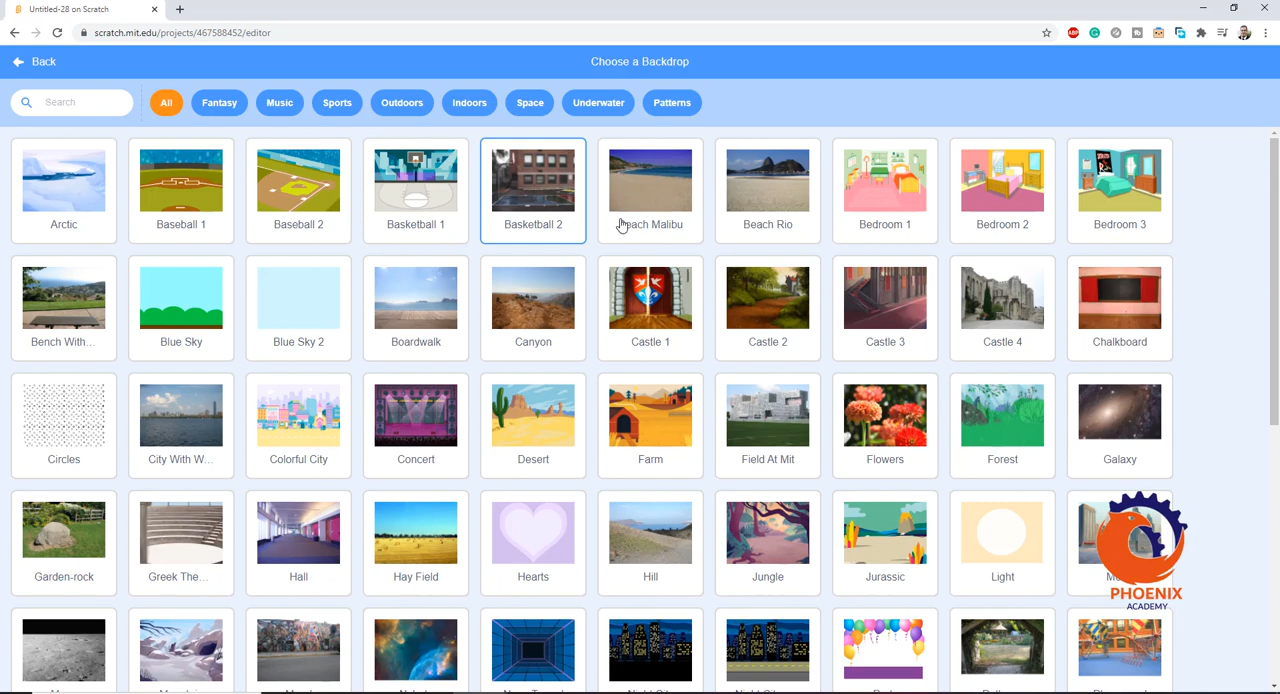 Untitled-28 on Scratch
scratch.mit.edu/projects/467588452/editor
ABP
Back
Choose a Backdrop
Search
All
Fantasy
Music
Sports
Outdoors
Indoors
Space
Underwater
Patterns
Arctic
Baseball 1
Baseball 2
Basketball 1
Basketball 2
Beach Malibu
Beach Rio
Bedroom 1
Bedroom 2
Bedroom 3
Bench With...
Blue Sky
Blue Sky 2
Boardwalk
Canyon
Castle 1
Castle 2
Castle 3
Castle 4
Chalkboard
Circles
City With W...
Colorful City
Concert
Desert
Farm
Field At Mit
Flowers
Forest
Galaxy
Garden-rock
Greek The...
Hall
Hay Field
Hearts
Hill
Jungle
Jurassic
Light
PHOENIX
ACADEMY